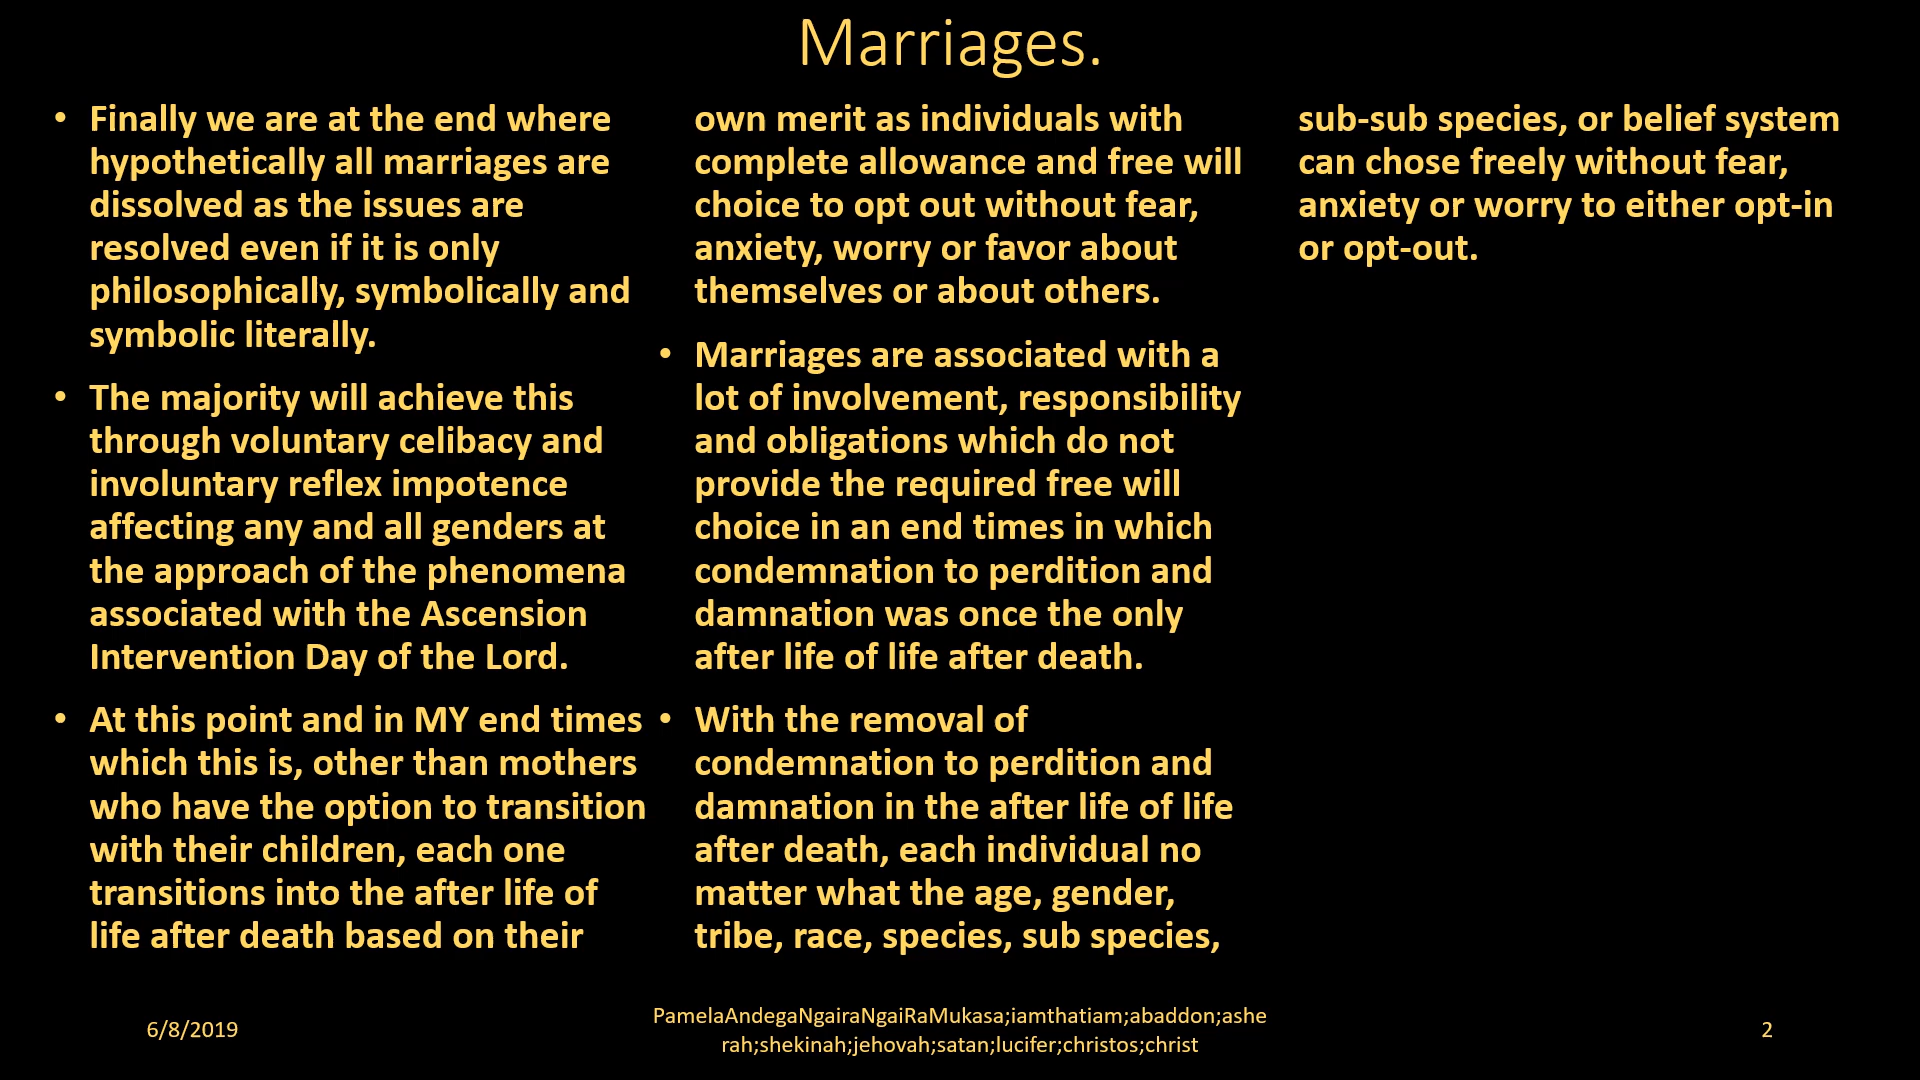 Marriages.
• Finally we are at the end where
hypothetically all marriages are
dissolved as the issues are
resolved even if it is only
philosophically, symbolically and
symbolic literally.
• The majority will achieve this
through voluntary celibacy and
involuntary reflex impotence
affecting any and all genders at
the approach of the phenomena
associated with the Ascension
Intervention Day of the Lord.
• At this point and in MY end times
which this is, other than mothers
who have the option to transition
with their children, each one
transitions into the after life of
life after death based on their
own merit as individuals with
complete allowance and free will
choice to opt out without fear,
anxiety, worry or favor about
themselves or about others.
• Marriages are associated with a
lot of involvement, responsibility
and obligations which do not
provide the required free will
choice in an end times in which
condemnation to perdition and
damnation was once the only
after life of life after death.
• With the removal of
condemnation to perdition and
damnation in the after life of life
after death, each individual no
matter what the age, gender,
tribe, race, species, sub species,
sub-sub species, or belief system
can chose freely without fear,
anxiety or worry to either opt-in
or opt-out.
6/8/2019
PamelaAndegaNgairaNgaiRaMukasa;iamthatiam;abaddon;ashe
rah;shekinah;jehovah;satan;lucifer;christos;christ
2